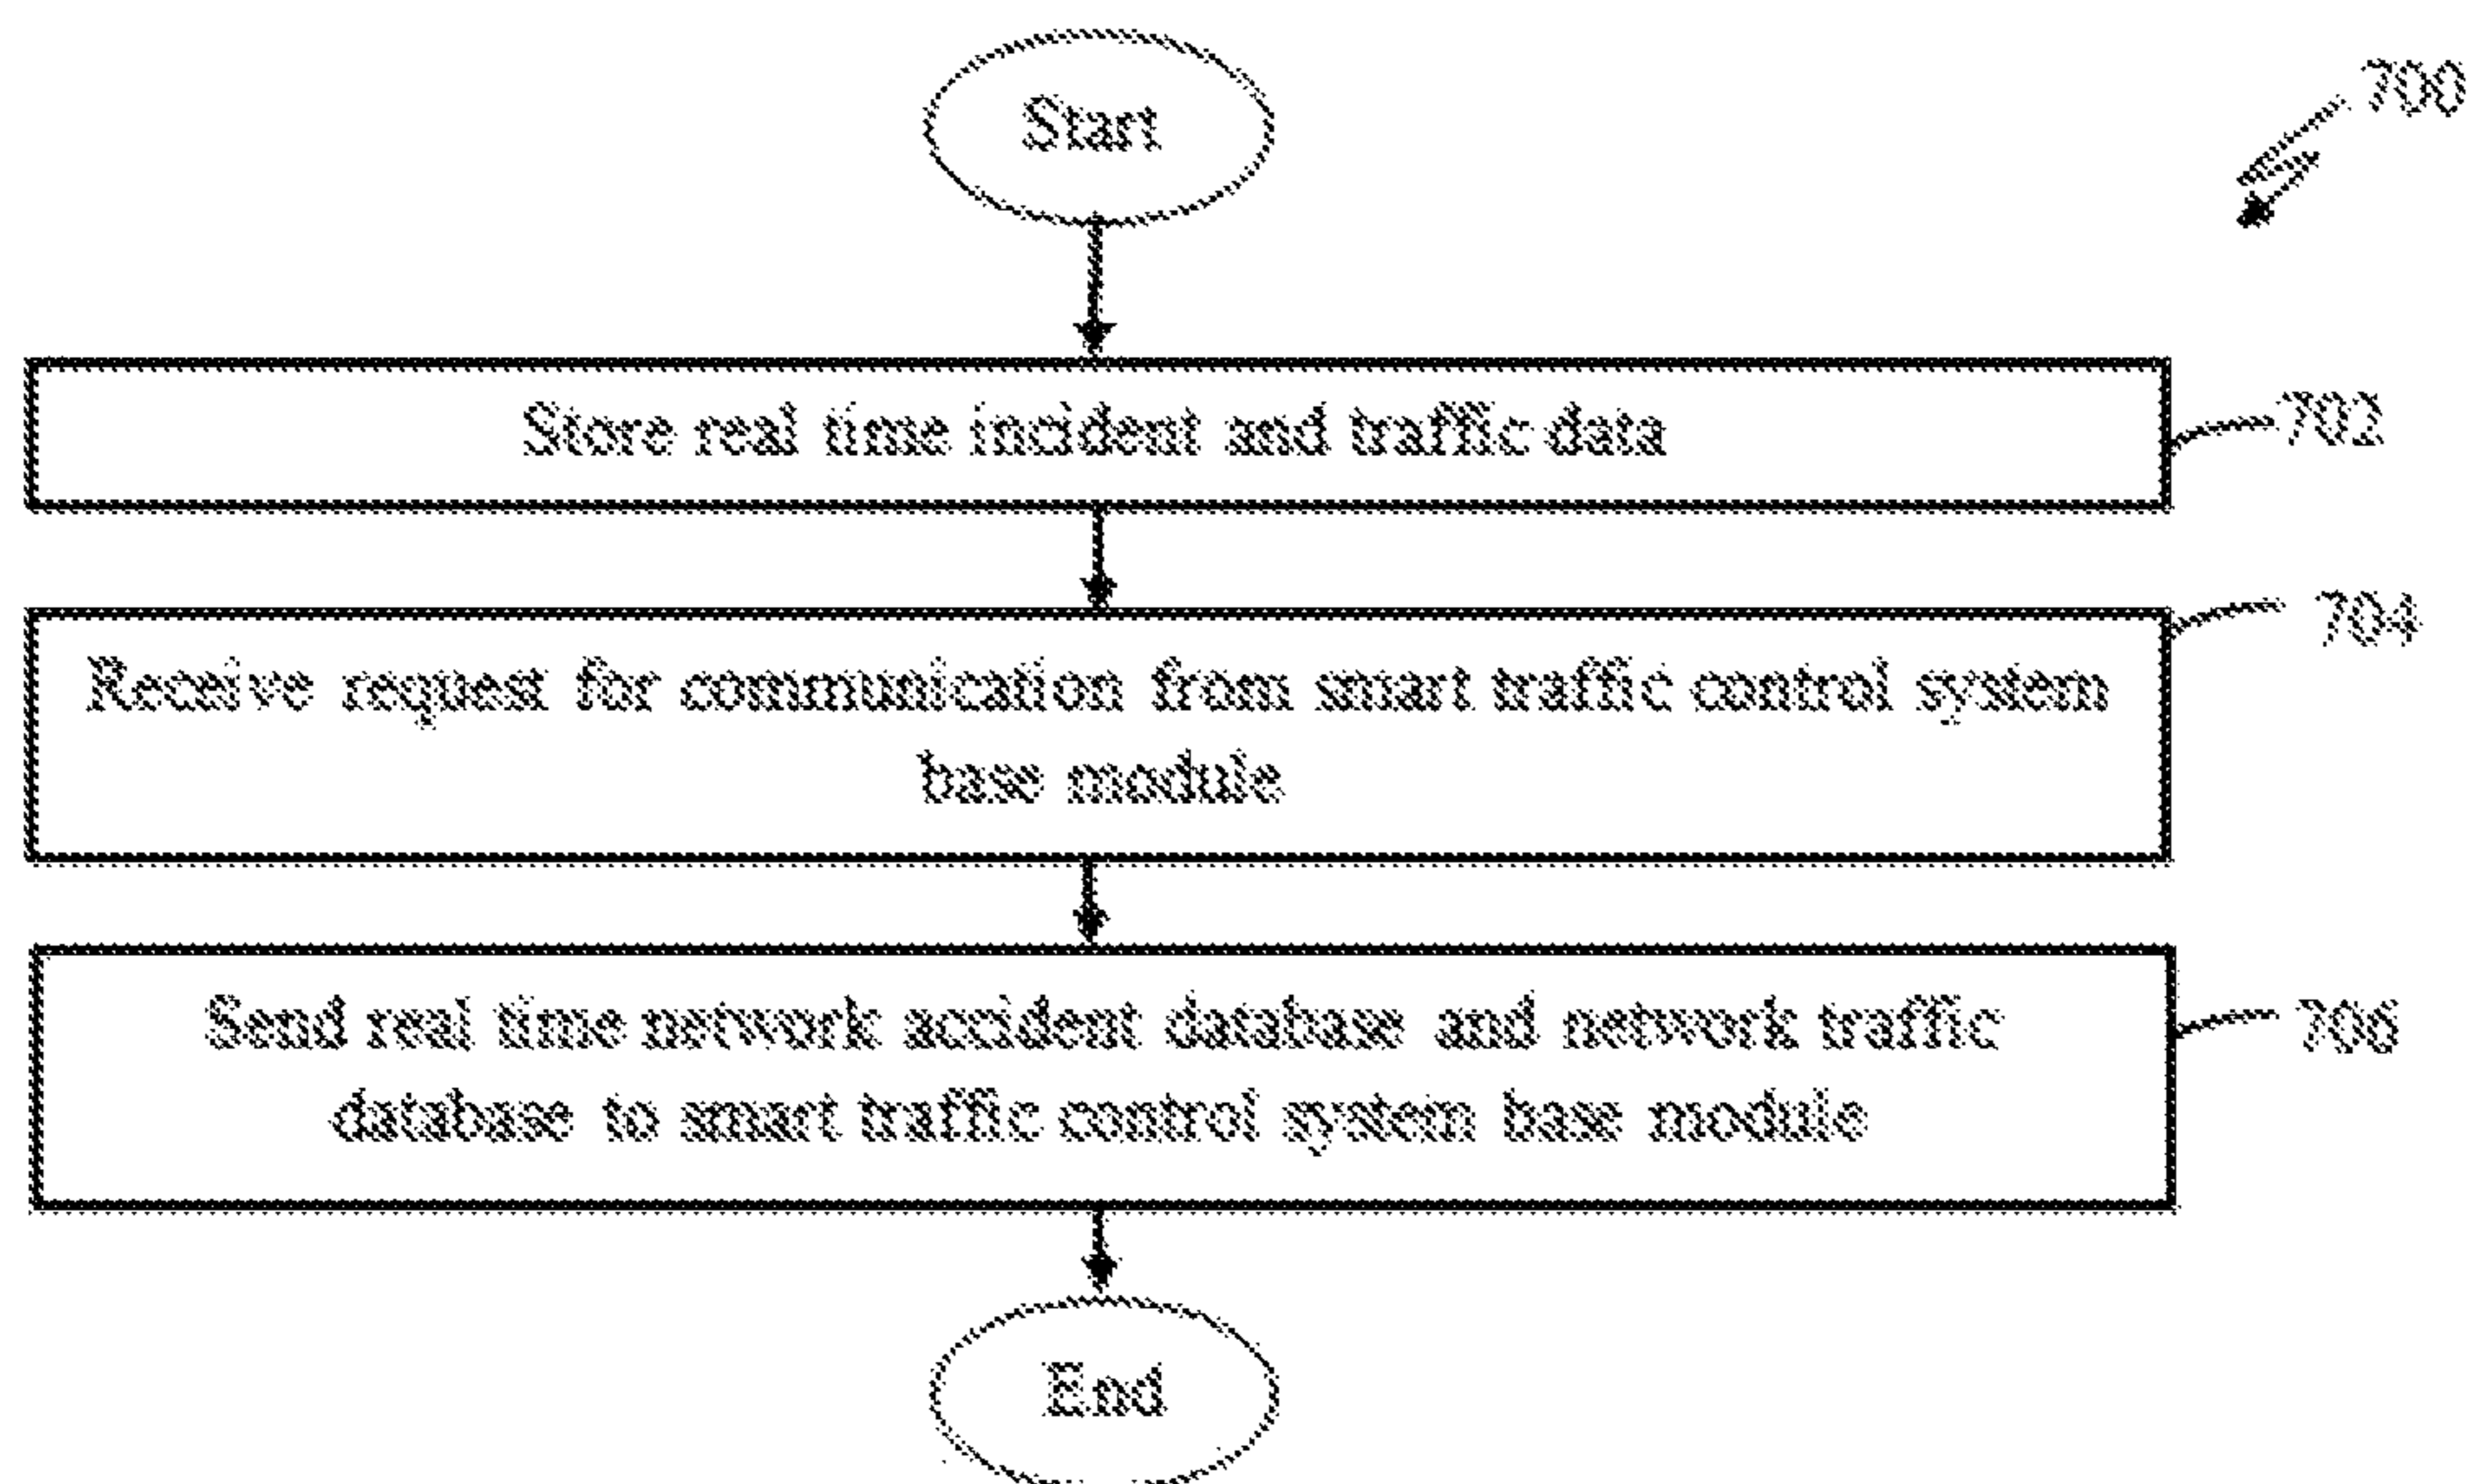 Start
700
Store real time incident and traffic data
702
Receive request for communication from smart traffic control system
base module
704
Send real time network accident database and network traffic
database to smart traffic control system base module
706
End